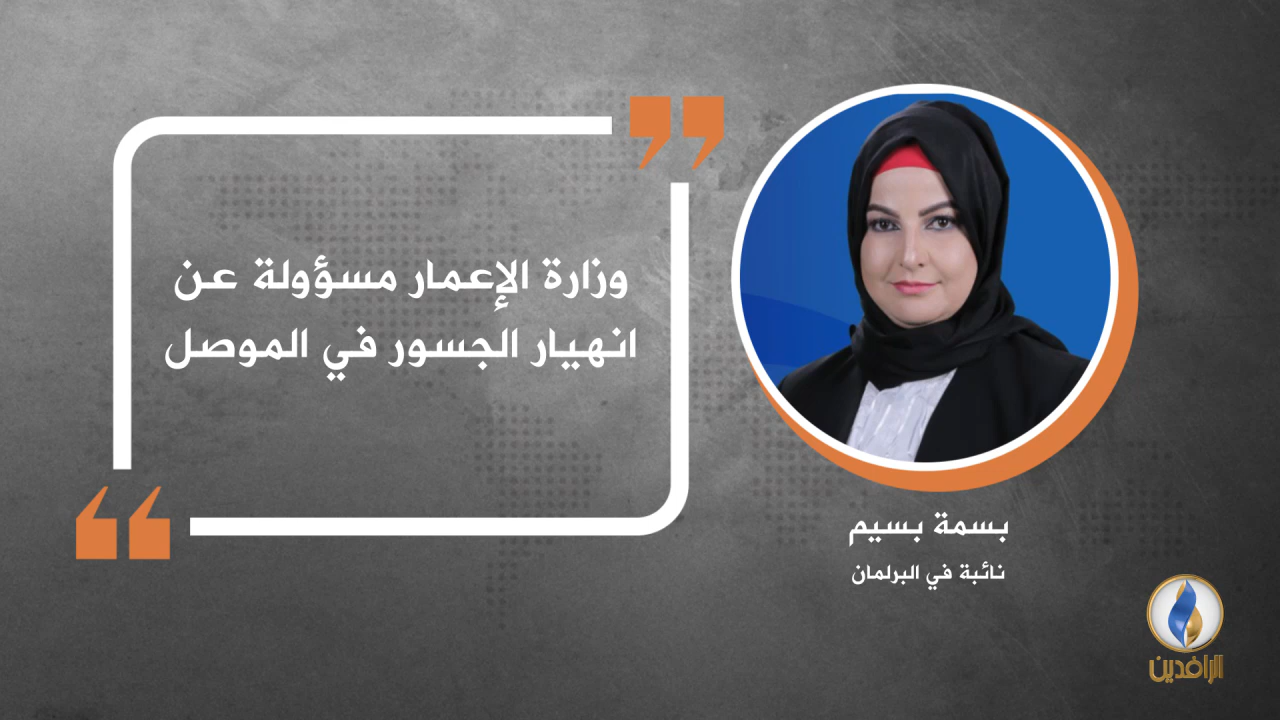 وزارة الإعمار مسؤولة عن
انهيار الجسور في الموصل
بسمة بسيم
نائبة في البرلمان
الرافدين